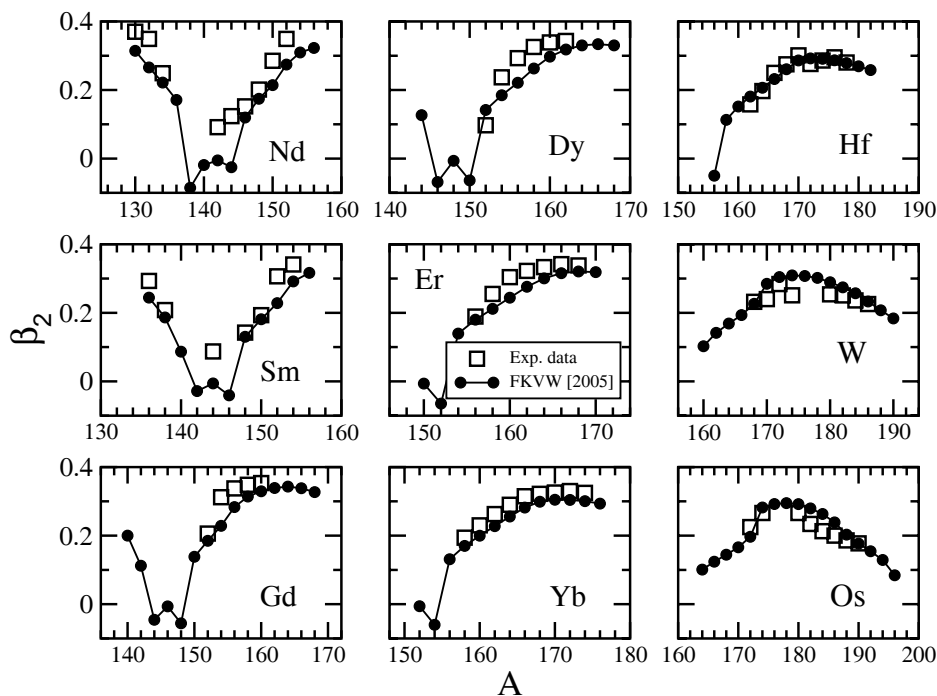 0.4
0.2
0
Nd
130 140 150 160
Dy
140 150 160 170
Hf
150 160 170 180 190
β2
0.4
0.2
0
Sm
130 140 150 160
Er
Exp. data
FKVW [2005]
150 160 170
W
160 170 180 190 200
0.4
0.2
0
Gd
140 150 160 170
Yb
150 160 170 180
Os
160 170 180 190 200
A